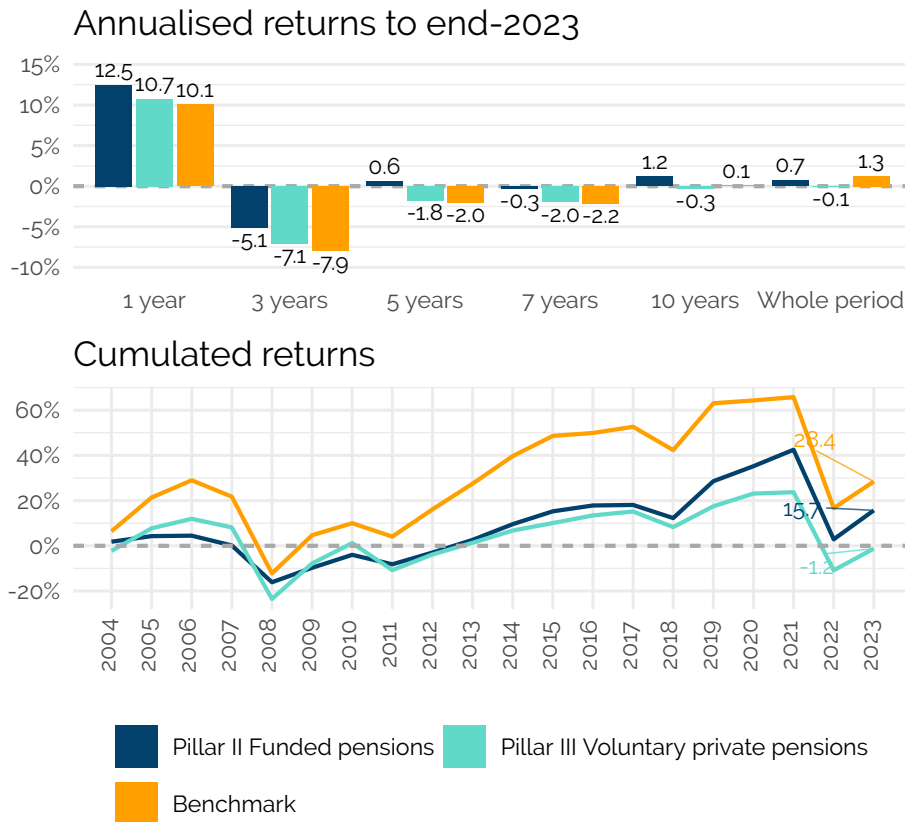 Annualised returns to end-2023
15%
10%
5%
0%
-5%
-10%
12.5 10.7 10.1
-5.1 -7.1 -7.9
0.6 -1.8 -2.0
-0.3 -2.0 -2.2
1.2 -0.3 0.1
0.7 -0.1 1.3
1 year 3 years 5 years 7 years 10 years Whole period
Cumulated returns
60%
40%
20%
0%
-20%
28.4
15.7
-1.2
2004 2005 2006 2007 2008 2009 2010 2011 2012 2013 2014 2015 2016 2017 2018 2019 2020 2021 2022 2023
Pillar II Funded pensions Pillar III Voluntary private pensions
Benchmark